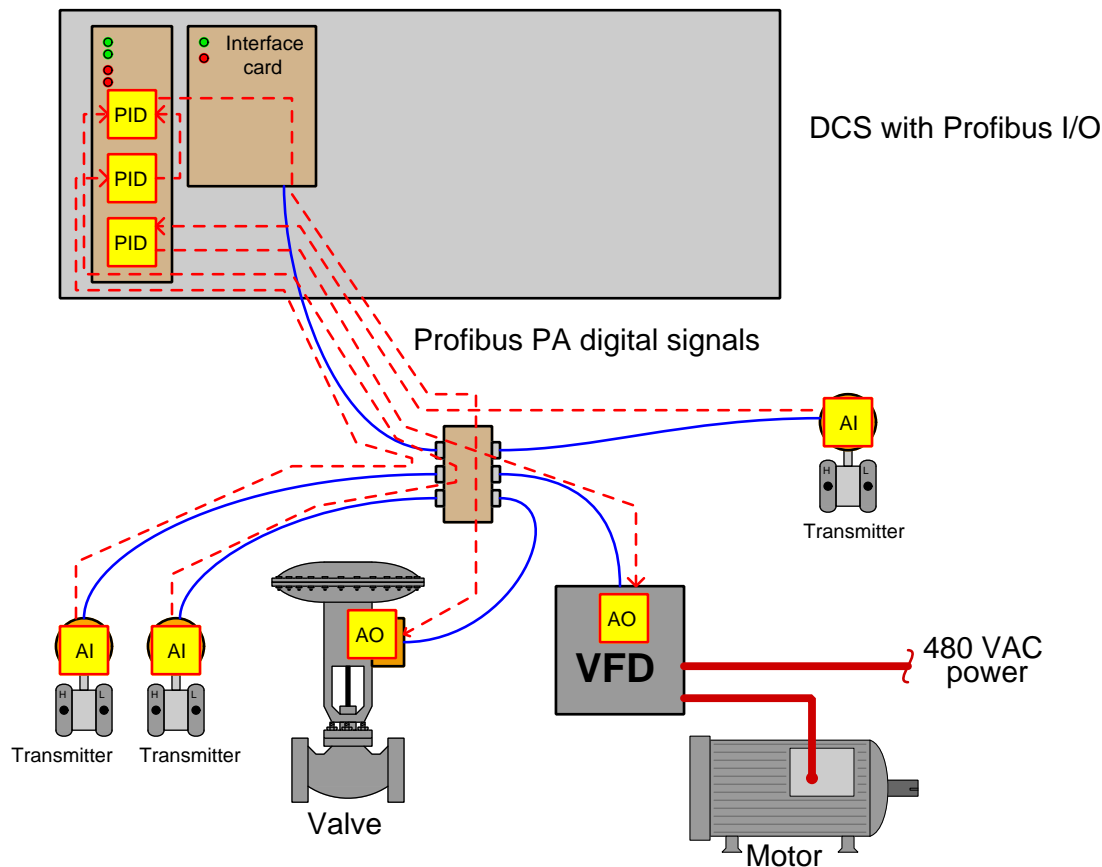 Interface
card
PID
PID
PID
DCS with Profibus I/O
Profibus PA digital signals
AI
H
L
Transmitter
AI
H
L
Transmitter
AI
H
L
Transmitter
AO
Valve
AO
VFD
480 VAC
power
Motor